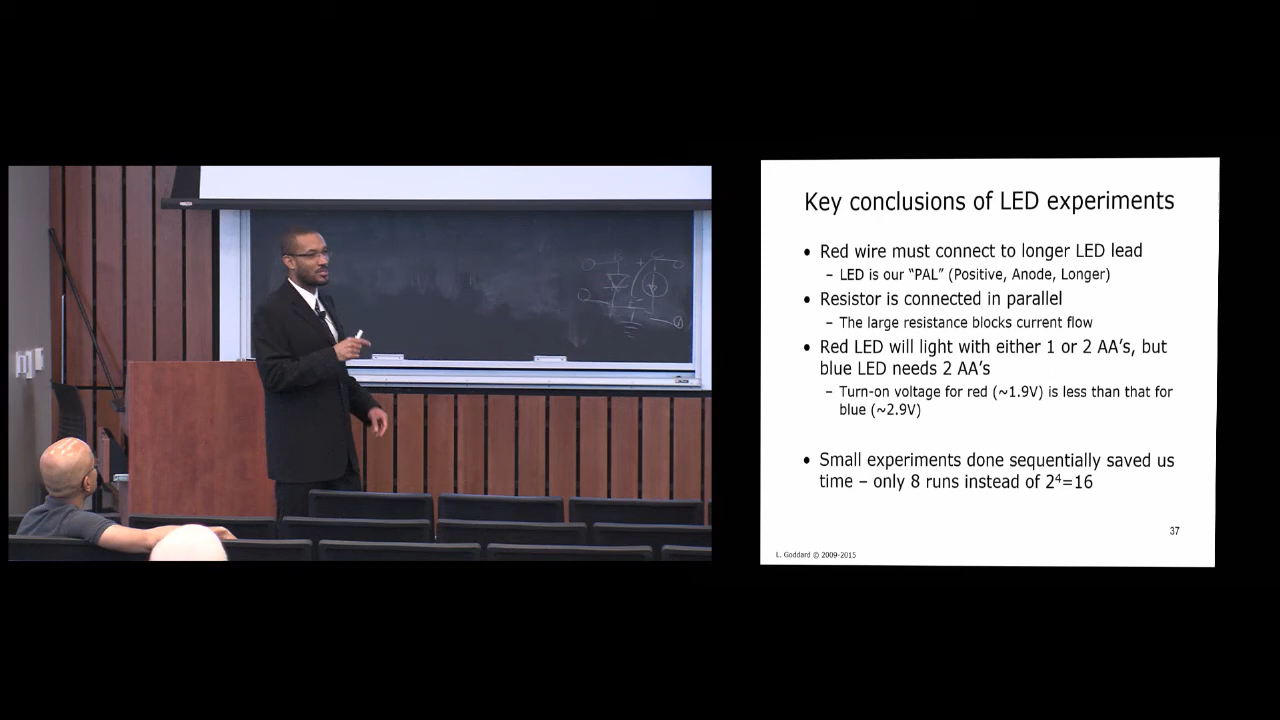 Key conclusions of LED experiments
• Red wire must connect to longer LED lead
– LED is our “PAL” (Positive, Anode, Longer)
• Resistor is connected in parallel
– The large resistance blocks current flow
• Red LED will light with either 1 or 2 AA’s, but
blue LED needs 2 AA’s
– Turn-on voltage for red (~1.9V) is less than that for
blue (~2.9V)
• Small experiments done sequentially saved us
time – only 8 runs instead of 2⁴=16
37
L. Goddard © 2009-2015